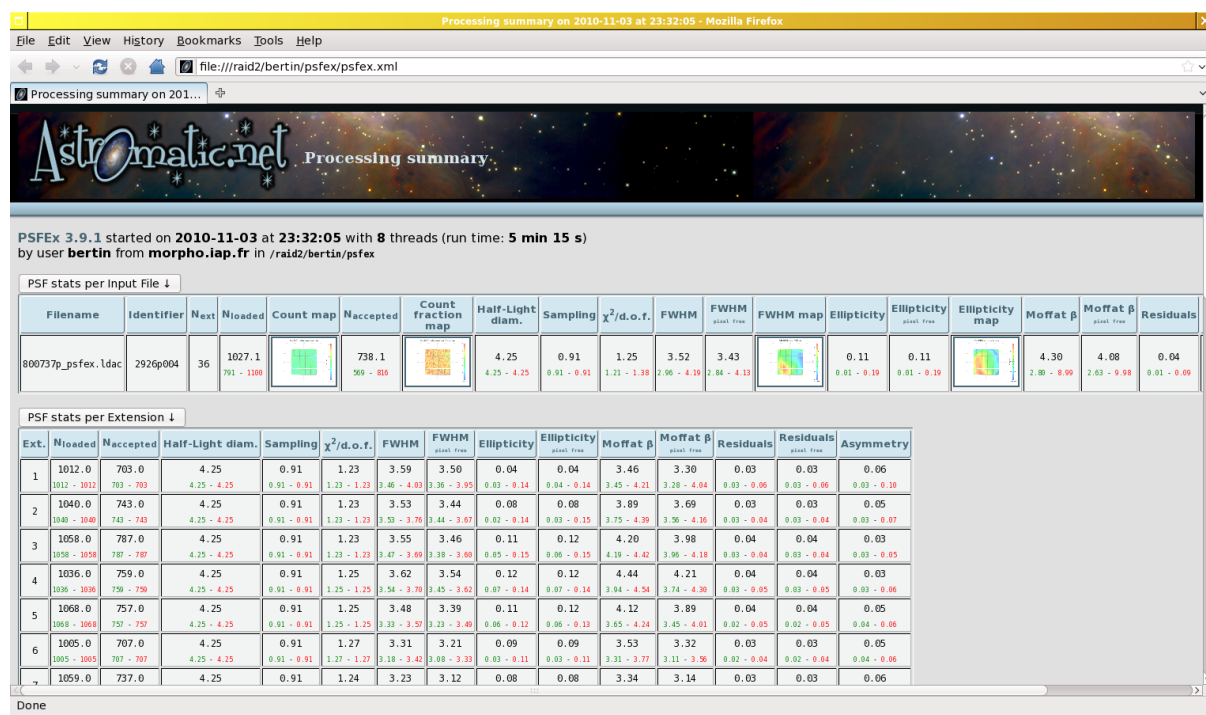 Processing summary on 2010-11-03 at 23:32:05 - Mozilla Firefox
File Edit View History Bookmarks Tools Help
file:///raid2/bertin/psfex/psfex.xml
Processing summary on 201...
Astromatic.net Processing summary
PSFEx 3.9.1 started on 2010-11-03 at 23:32:05 with 8 threads (run time: 5 min 15 s)
by user bertin from morpho.iap.fr in /raid2/bertin/psfex
PSF stats per Input File ↓
Filename Identifier Next Nloaded Count map Naccepted Count fraction map Half-Light diam. Sampling χ2/d.o.f. FWHM FWHM pixel free FWHM map Ellipticity Ellipticity pixel free Ellipticity map Moffat β Moffat β pixel free Residuals
800737p_psfex.ldac 2926p004 36 1027.1 738.1 4.25 0.91 1.25 3.52 3.43 0.11 0.11 4.30 4.08 0.04
791 - 1100 569 - 816 4.25 - 4.25 0.91 - 0.91 1.21 - 1.38 2.96 - 4.19 2.84 - 4.13 0.01 - 0.19 0.01 - 0.19 2.80 - 8.99 2.63 - 9.98 0.01 - 0.09
PSF stats per Extension ↓
Ext. Nloaded Naccepted Half-Light diam. Sampling χ2/d.o.f. FWHM FWHM pixel free Ellipticity Ellipticity pixel free Moffat β Moffat β pixel free Residuals Residuals pixel free Asymmetry
1 1012.0 703.0 4.25 0.91 1.23 3.59 3.50 0.04 0.04 3.46 3.30 0.03 0.03 0.06
1012 - 1012 703 - 703 4.25 - 4.25 0.91 - 0.91 1.23 - 1.23 3.46 - 4.03 3.36 - 3.95 0.03 - 0.14 0.04 - 0.14 3.45 - 4.21 3.28 - 4.04 0.03 - 0.06 0.03 - 0.06 0.03 - 0.10
2 1040.0 743.0 4.25 0.91 1.23 3.53 3.44 0.08 0.08 3.89 3.69 0.03 0.03 0.05
1040 - 1040 743 - 743 4.25 - 4.25 0.91 - 0.91 1.23 - 1.23 3.53 - 3.76 3.44 - 3.67 0.02 - 0.14 0.03 - 0.15 3.75 - 4.39 3.56 - 4.16 0.03 - 0.04 0.03 - 0.04 0.03 - 0.07
3 1058.0 787.0 4.25 0.91 1.23 3.55 3.46 0.11 0.12 4.20 3.98 0.04 0.04 0.03
1058 - 1058 787 - 787 4.25 - 4.25 0.91 - 0.91 1.23 - 1.23 3.47 - 3.69 3.38 - 3.60 0.05 - 0.15 0.06 - 0.15 4.19 - 4.42 3.96 - 4.18 0.03 - 0.04 0.03 - 0.04 0.03 - 0.05
4 1036.0 759.0 4.25 0.91 1.25 3.62 3.54 0.12 0.12 4.44 4.21 0.04 0.04 0.03
1036 - 1036 759 - 759 4.25 - 4.25 0.91 - 0.91 1.25 - 1.25 3.54 - 3.70 3.45 - 3.62 0.07 - 0.14 0.07 - 0.14 3.94 - 4.54 3.74 - 4.30 0.03 - 0.05 0.03 - 0.05 0.03 - 0.06
5 1068.0 757.0 4.25 0.91 1.25 3.48 3.39 0.11 0.12 4.12 3.89 0.04 0.04 0.05
1068 - 1068 757 - 757 4.25 - 4.25 0.91 - 0.91 1.25 - 1.25 3.33 - 3.57 3.23 - 3.49 0.06 - 0.12 0.06 - 0.13 3.65 - 4.24 3.45 - 4.01 0.02 - 0.05 0.02 - 0.05 0.04 - 0.06
6 1005.0 707.0 4.25 0.91 1.27 3.31 3.21 0.09 0.09 3.53 3.32 0.03 0.03 0.05
1005 - 1005 707 - 707 4.25 - 4.25 0.91 - 0.91 1.27 - 1.27 3.18 - 3.42 3.08 - 3.33 0.03 - 0.11 0.03 - 0.11 3.31 - 3.77 3.11 - 3.56 0.02 - 0.04 0.02 - 0.04 0.04 - 0.06
1059.0 737.0 4.25 0.91 1.24 3.23 3.12 0.08 0.08 3.34 3.14 0.03 0.03 0.06
Done